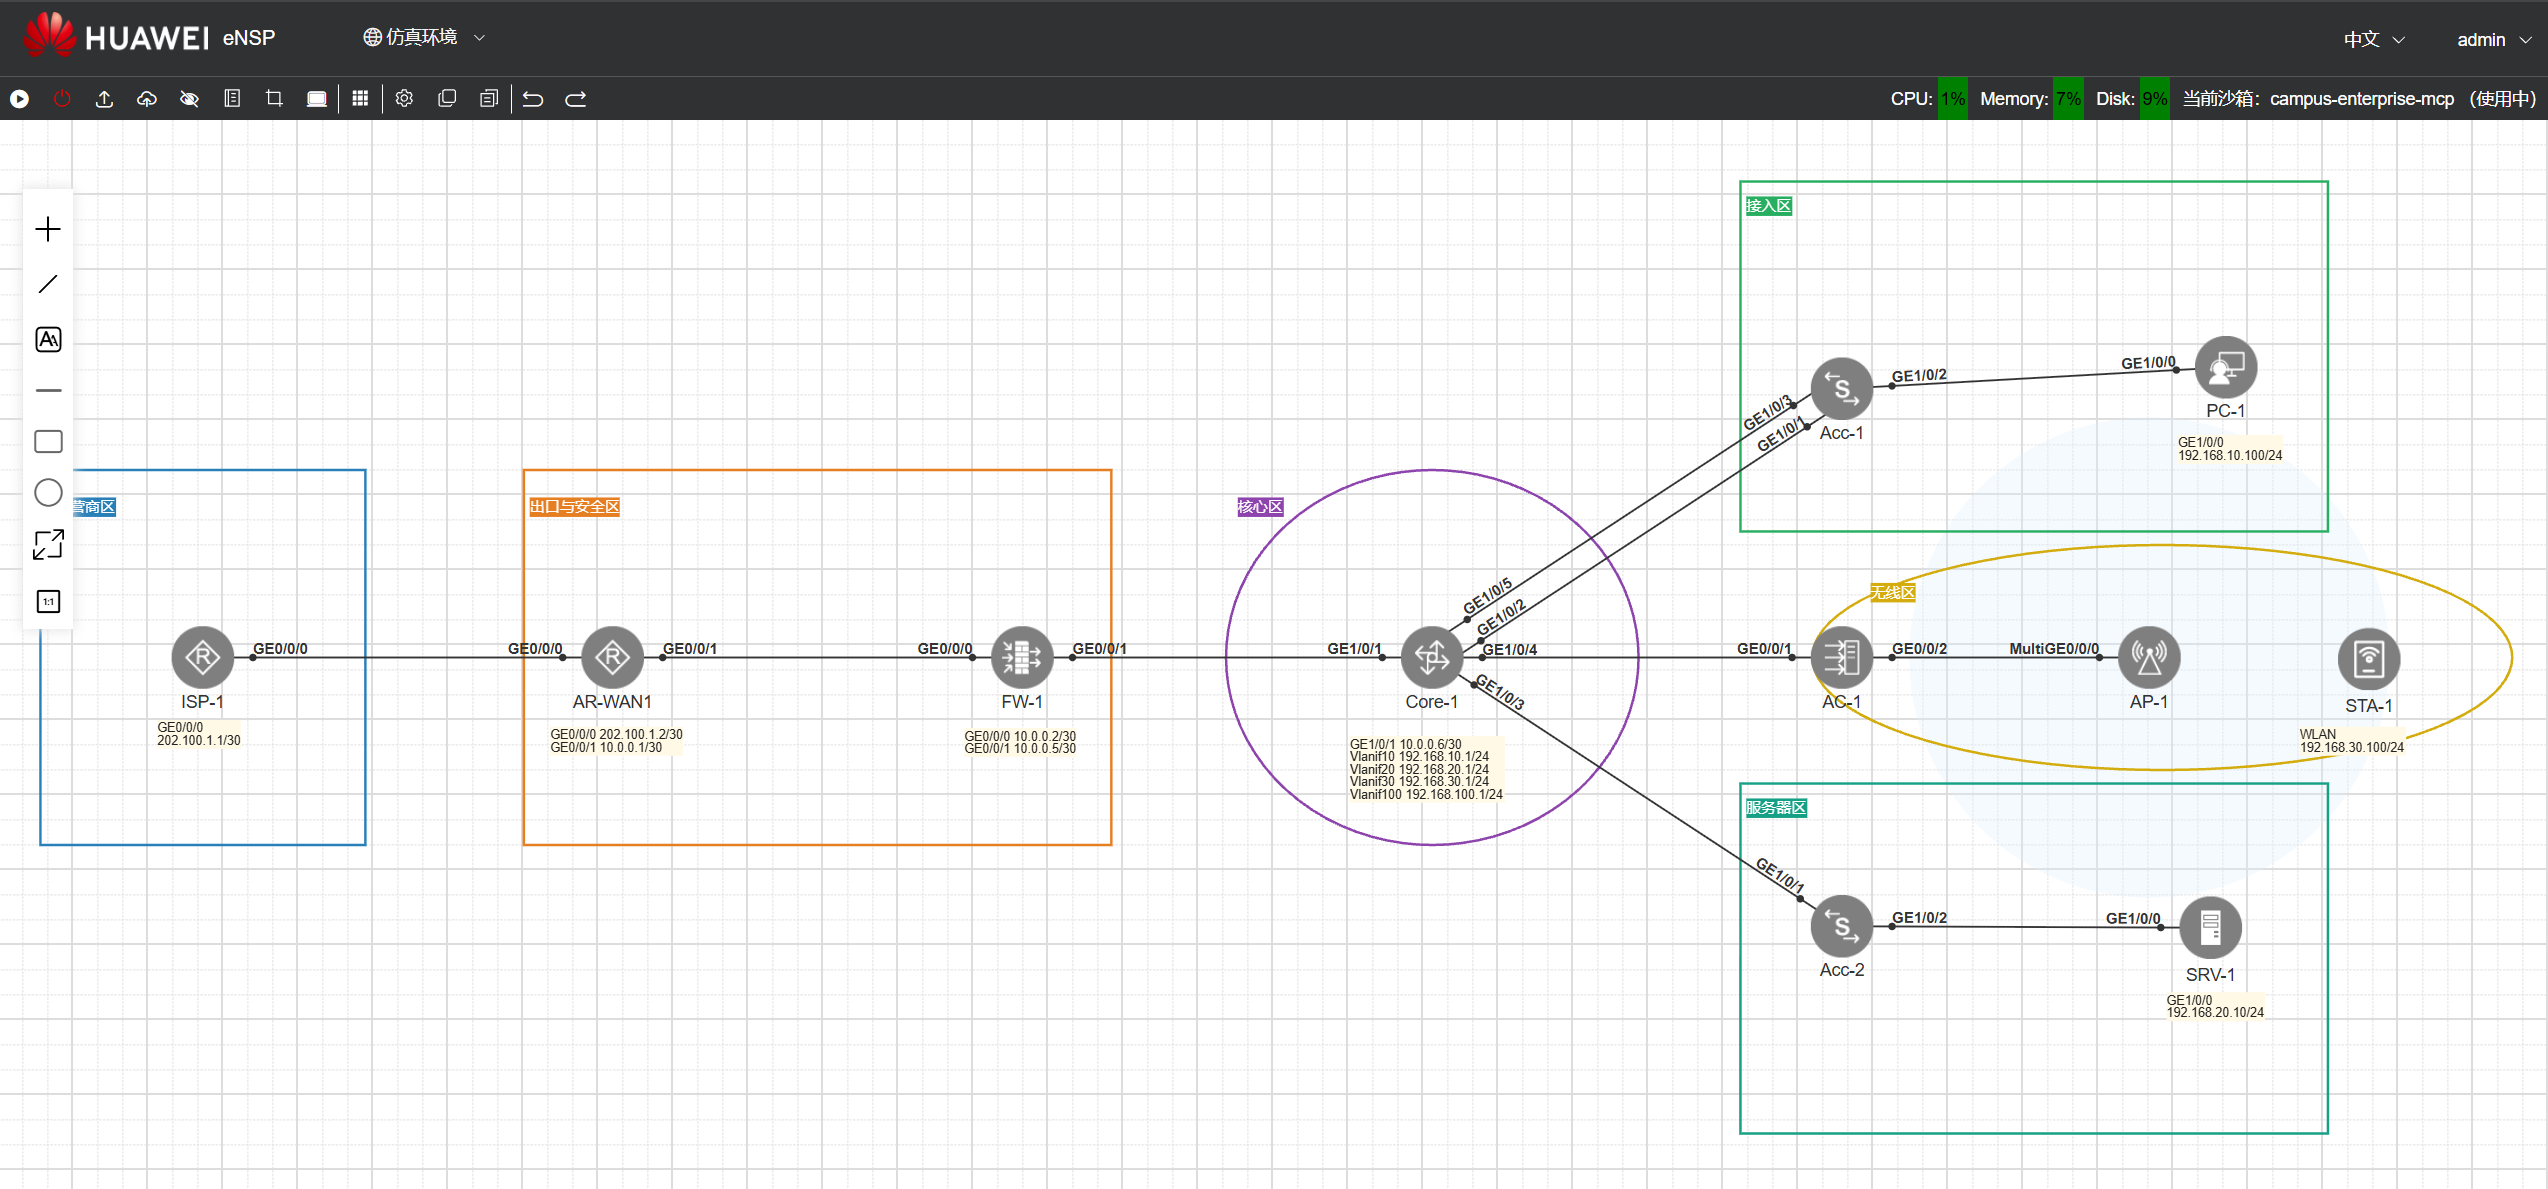 HUAWEI eNSP 仿真环境 中文 admin
CPU: 1% Memory: 7% Disk: 9% 当前沙箱：campus-enterprise-mcp （使用中）
接入区
GE1/0/3
GE1/0/1
Acc-1
GE1/0/2
GE1/0/0
PC-1
GE1/0/0
192.168.10.100/24
营商区
GE0/0/0
ISP-1
GE0/0/0
202.100.1.1/30
出口与安全区
GE0/0/0
AR-WAN1
GE0/0/1
GE0/0/0 202.100.1.2/30
GE0/0/1 10.0.0.1/30
GE0/0/0
FW-1
GE0/0/1
GE0/0/0 10.0.0.2/30
GE0/0/1 10.0.0.5/30
核心区
GE1/0/5
GE1/0/2
GE1/0/1
GE1/0/4
GE1/0/3
Core-1
GE1/0/1 10.0.0.6/30
Vlanif10 192.168.10.1/24
Vlanif20 192.168.20.1/24
Vlanif30 192.168.30.1/24
Vlanif100 192.168.100.1/24
无线区
GE0/0/1
AC-1
GE0/0/2
MultiGE0/0/0
AP-1
STA-1
WLAN
192.168.30.100/24
服务器区
GE1/0/1
Acc-2
GE1/0/2
GE1/0/0
SRV-1
GE1/0/0
192.168.20.10/24
1:1